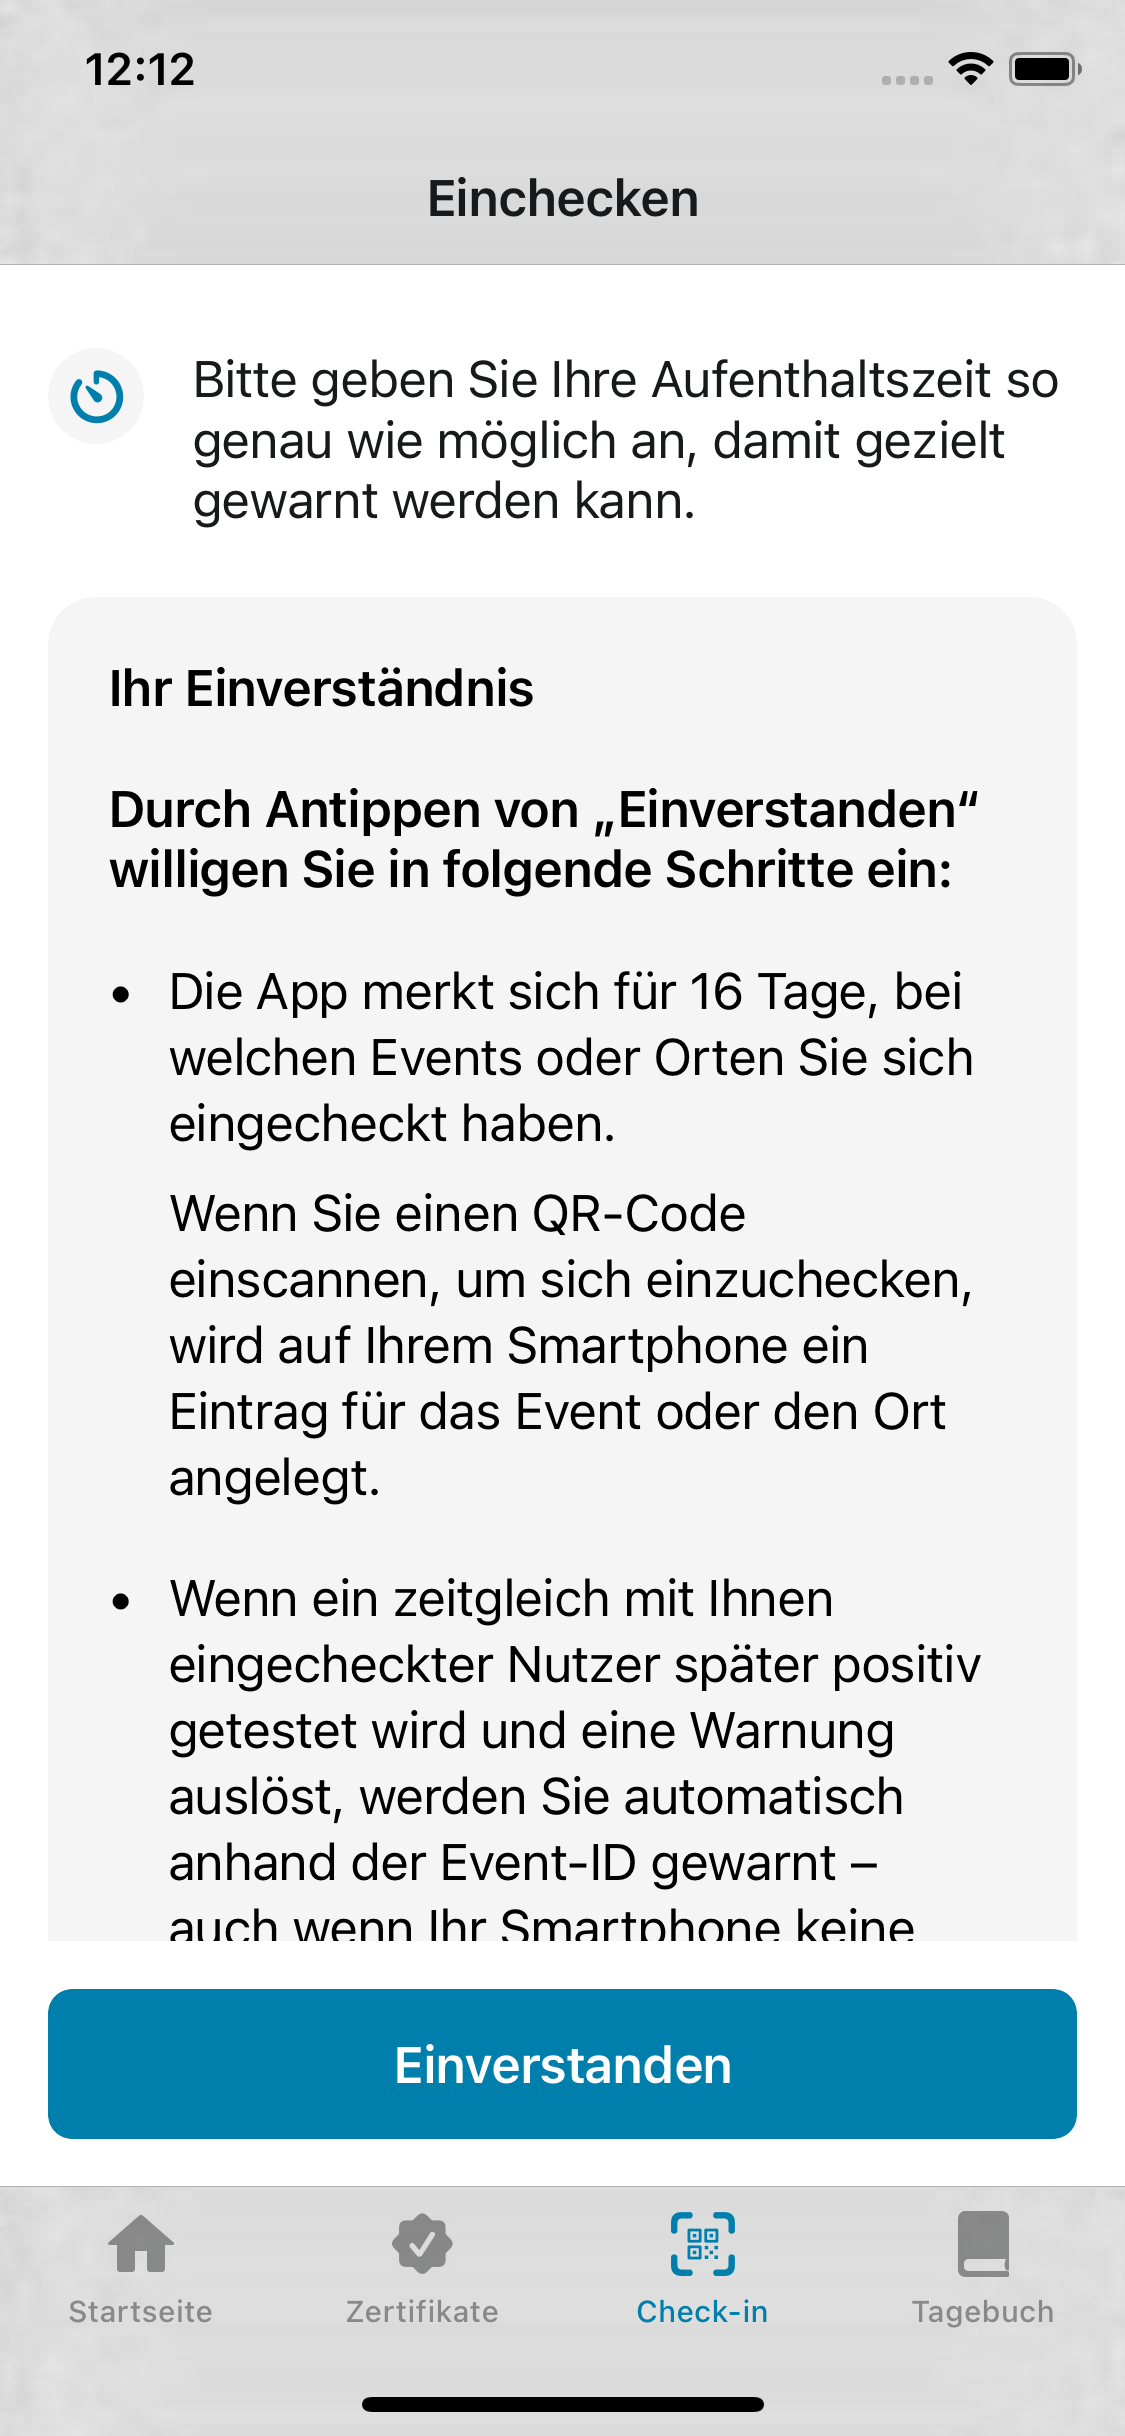 12:12
Einchecken
Bitte geben Sie Ihre Aufenthaltszeit so
genau wie möglich an, damit gezielt
gewarnt werden kann.
Ihr Einverständnis
Durch Antippen von „Einverstanden“
willigen Sie in folgende Schritte ein:
• Die App merkt sich für 16 Tage, bei
welchen Events oder Orten Sie sich
eingecheckt haben.
Wenn Sie einen QR-Code
einscannen, um sich einzuchecken,
wird auf Ihrem Smartphone ein
Eintrag für das Event oder den Ort
angelegt.
• Wenn ein zeitgleich mit Ihnen
eingecheckter Nutzer später positiv
getestet wird und eine Warnung
auslöst, werden Sie automatisch
anhand der Event-ID gewarnt –
auch wenn Ihr Smartphone keine
Einverstanden
Startseite
Zertifikate
Check-in
Tagebuch